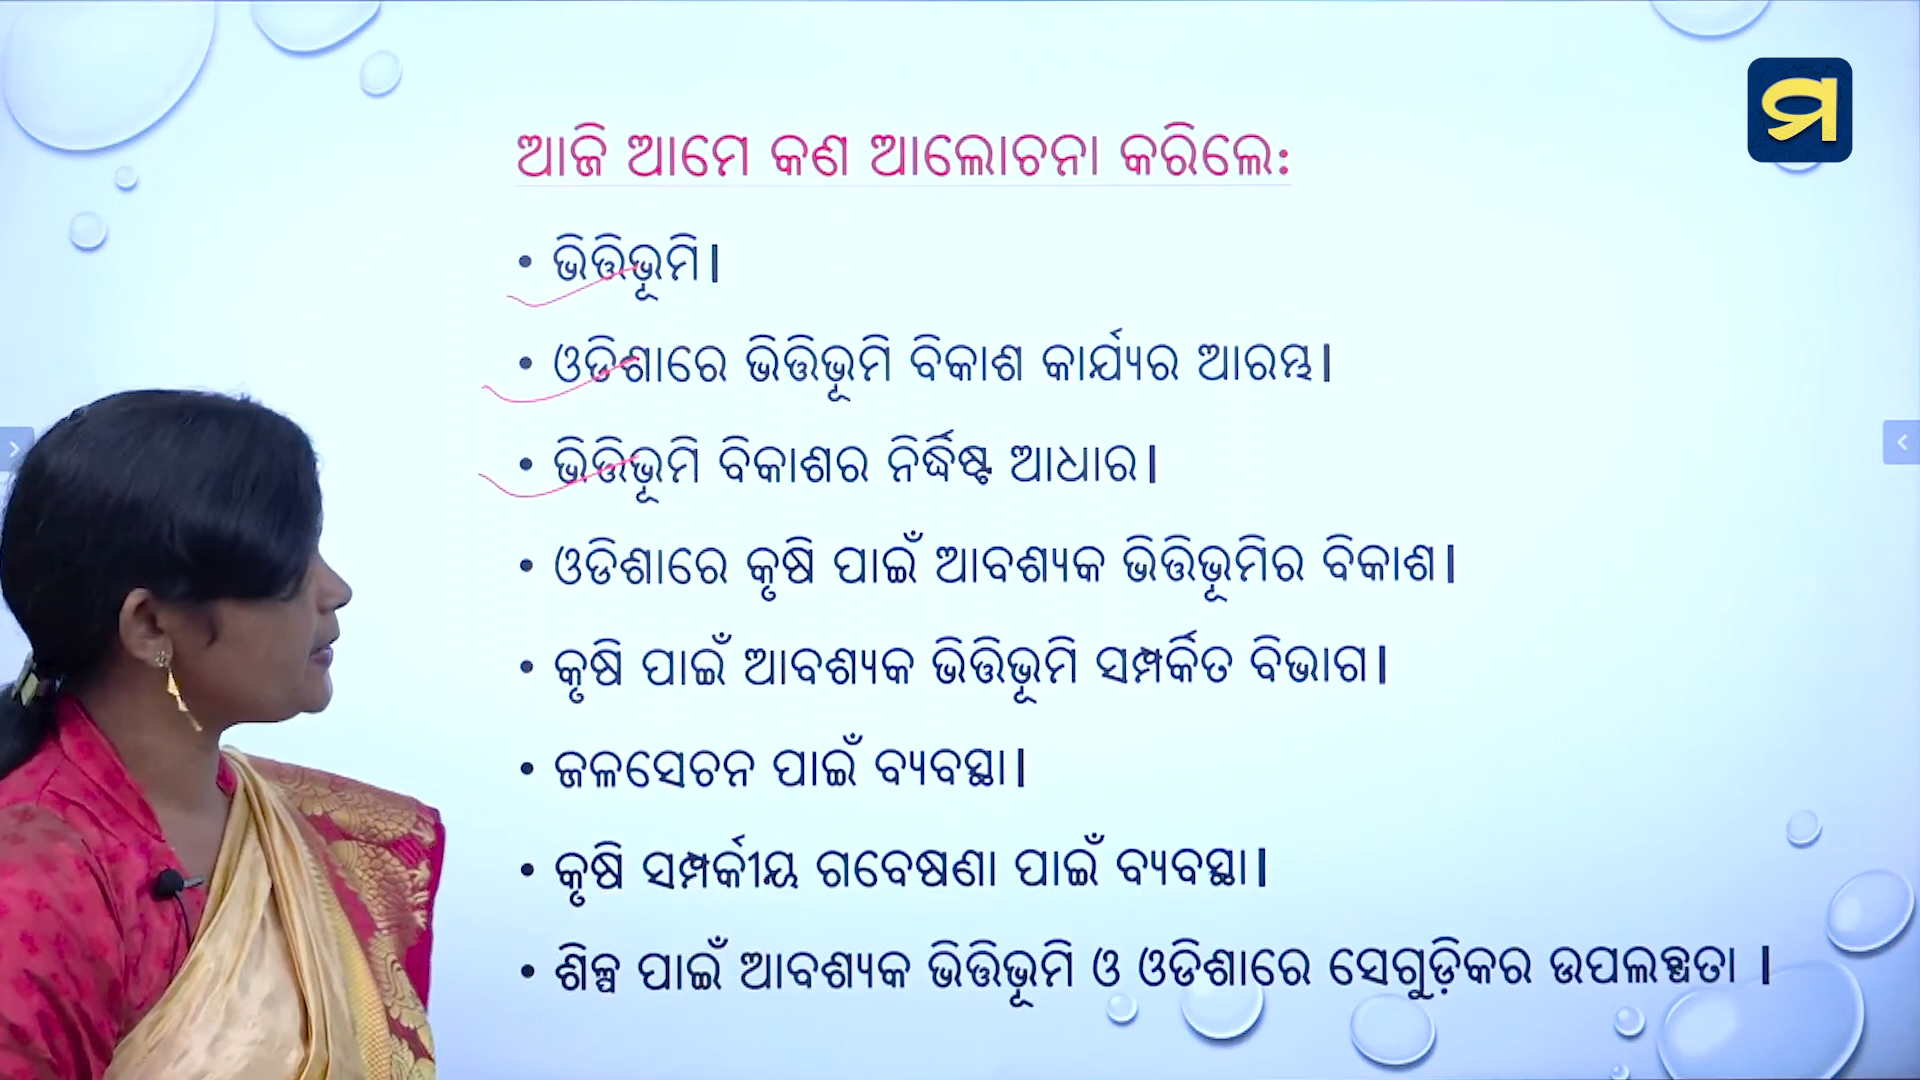 ମ
ଆଜି ଆମେ କଣ ଆଲୋଚନା କରିଲେ:
• ଭିତ୍ତିଭୂମି।
• ଓଡିଶାରେ ଭିତ୍ତିଭୂମି ବିକାଶ କାର୍ଯ୍ୟର ଆରମ୍ଭ।
• ଭିତ୍ତିଭୂମି ବିକାଶର ନିର୍ଦ୍ଧିଷ୍ଟ ଆଧାର।
• ଓଡିଶାରେ କୃଷି ପାଇଁ ଆବଶ୍ୟକ ଭିତ୍ତିଭୂମିର ବିକାଶ।
• କୃଷି ପାଇଁ ଆବଶ୍ୟକ ଭିତ୍ତିଭୂମି ସମ୍ପର୍କିତ ବିଭାଗ।
• ଜଳସେଚନ ପାଇଁ ବ୍ୟବସ୍ଥା।
• କୃଷି ସମ୍ପର୍କୀୟ ଗବେଷଣା ପାଇଁ ବ୍ୟବସ୍ଥା।
• ଶିଳ୍ପ ପାଇଁ ଆବଶ୍ୟକ ଭିତ୍ତିଭୂମି ଓ ଓଡିଶାରେ ସେଗୁଡ଼ିକର ଉପଲବ୍ଧତା ।